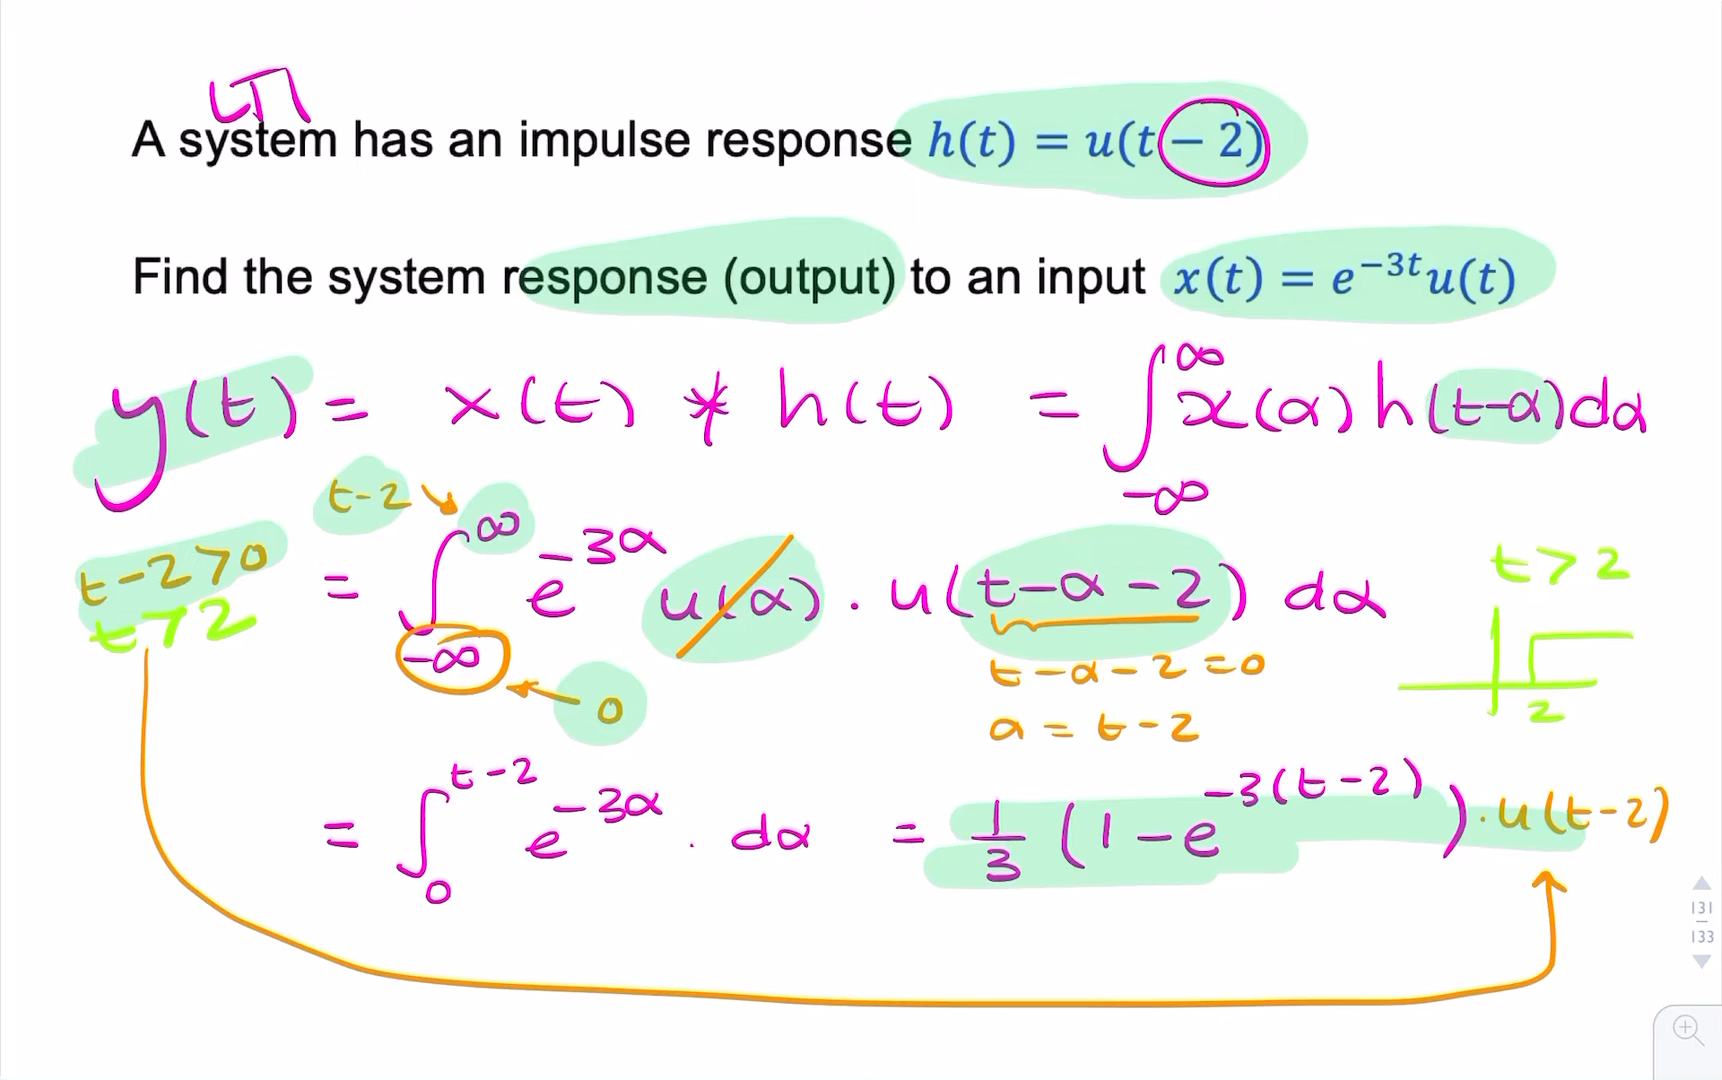 LTI
A system has an impulse response h(t) = u(t − 2)
Find the system response (output) to an input x(t) = e^{−3t}u(t)
y(t) = x(t) * h(t) = ∫_{-∞}^{∞} x(α) h(t-α) dα
t-2
t-2>0
t>2
= ∫_{-∞}^{∞} e^{-3α} u(α) . u(t-α-2) dα
t>2
0
t-α-2=0
a = t-2
2
= ∫_{0}^{t-2} e^{-3α} . dα = 1/3 (1-e^{-3(t-2)}) . u(t-2)
131
133